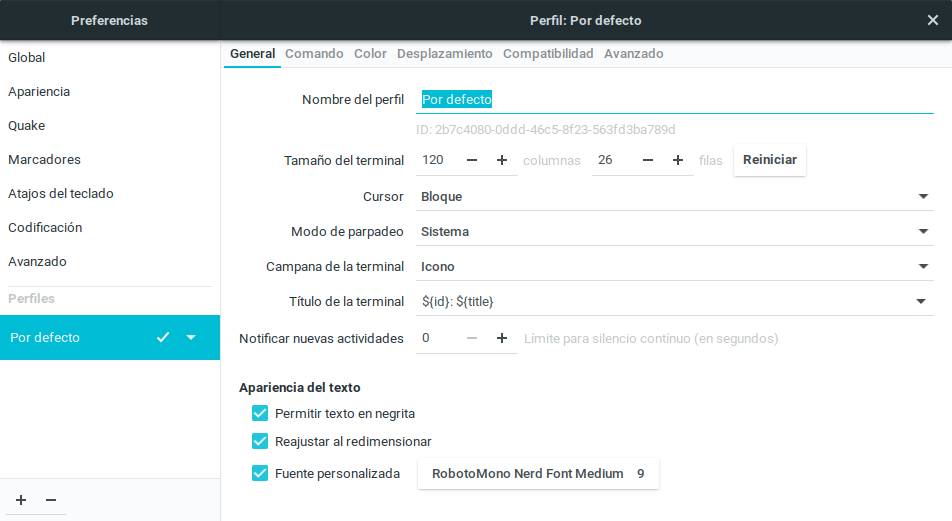 Preferencias
Perfil: Por defecto
Global
Apariencia
Quake
Marcadores
Atajos del teclado
Codificación
Avanzado
Perfiles
Por defecto
General Comando Color Desplazamiento Compatibilidad Avanzado
Nombre del perfil Por defecto
ID: 2b7c4080-0ddd-46c5-8f23-563fd3ba789d
Tamaño del terminal 120 columnas 26 filas Reiniciar
Cursor Bloque
Modo de parpadeo Sistema
Campana de la terminal Icono
Título de la terminal ${id}: ${title}
Notificar nuevas actividades 0 Límite para silencio continuo (en segundos)
Apariencia del texto
Permitir texto en negrita
Reajustar al redimensionar
Fuente personalizada RobotoMono Nerd Font Medium 9